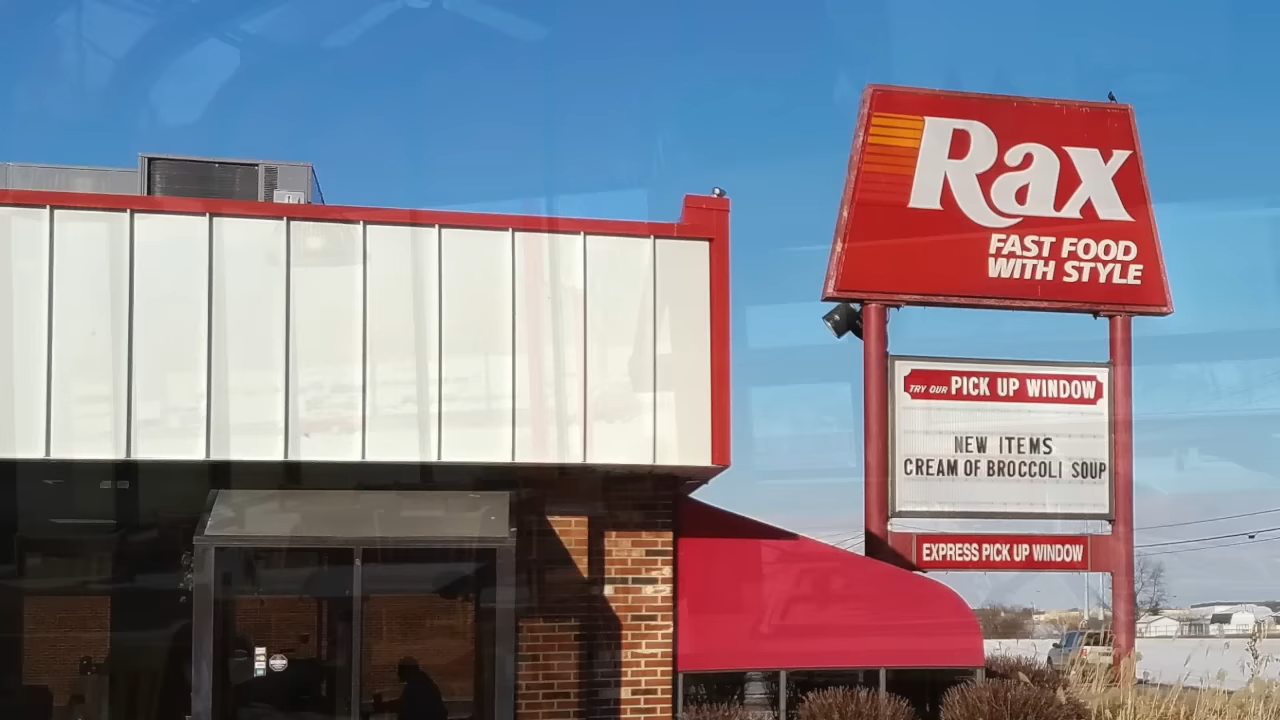 Rax
FAST FOOD
WITH STYLE
TRY OUR PICK UP WINDOW
NEW ITEMS
CREAM OF BROCCOLI SOUP
EXPRESS PICK UP WINDOW